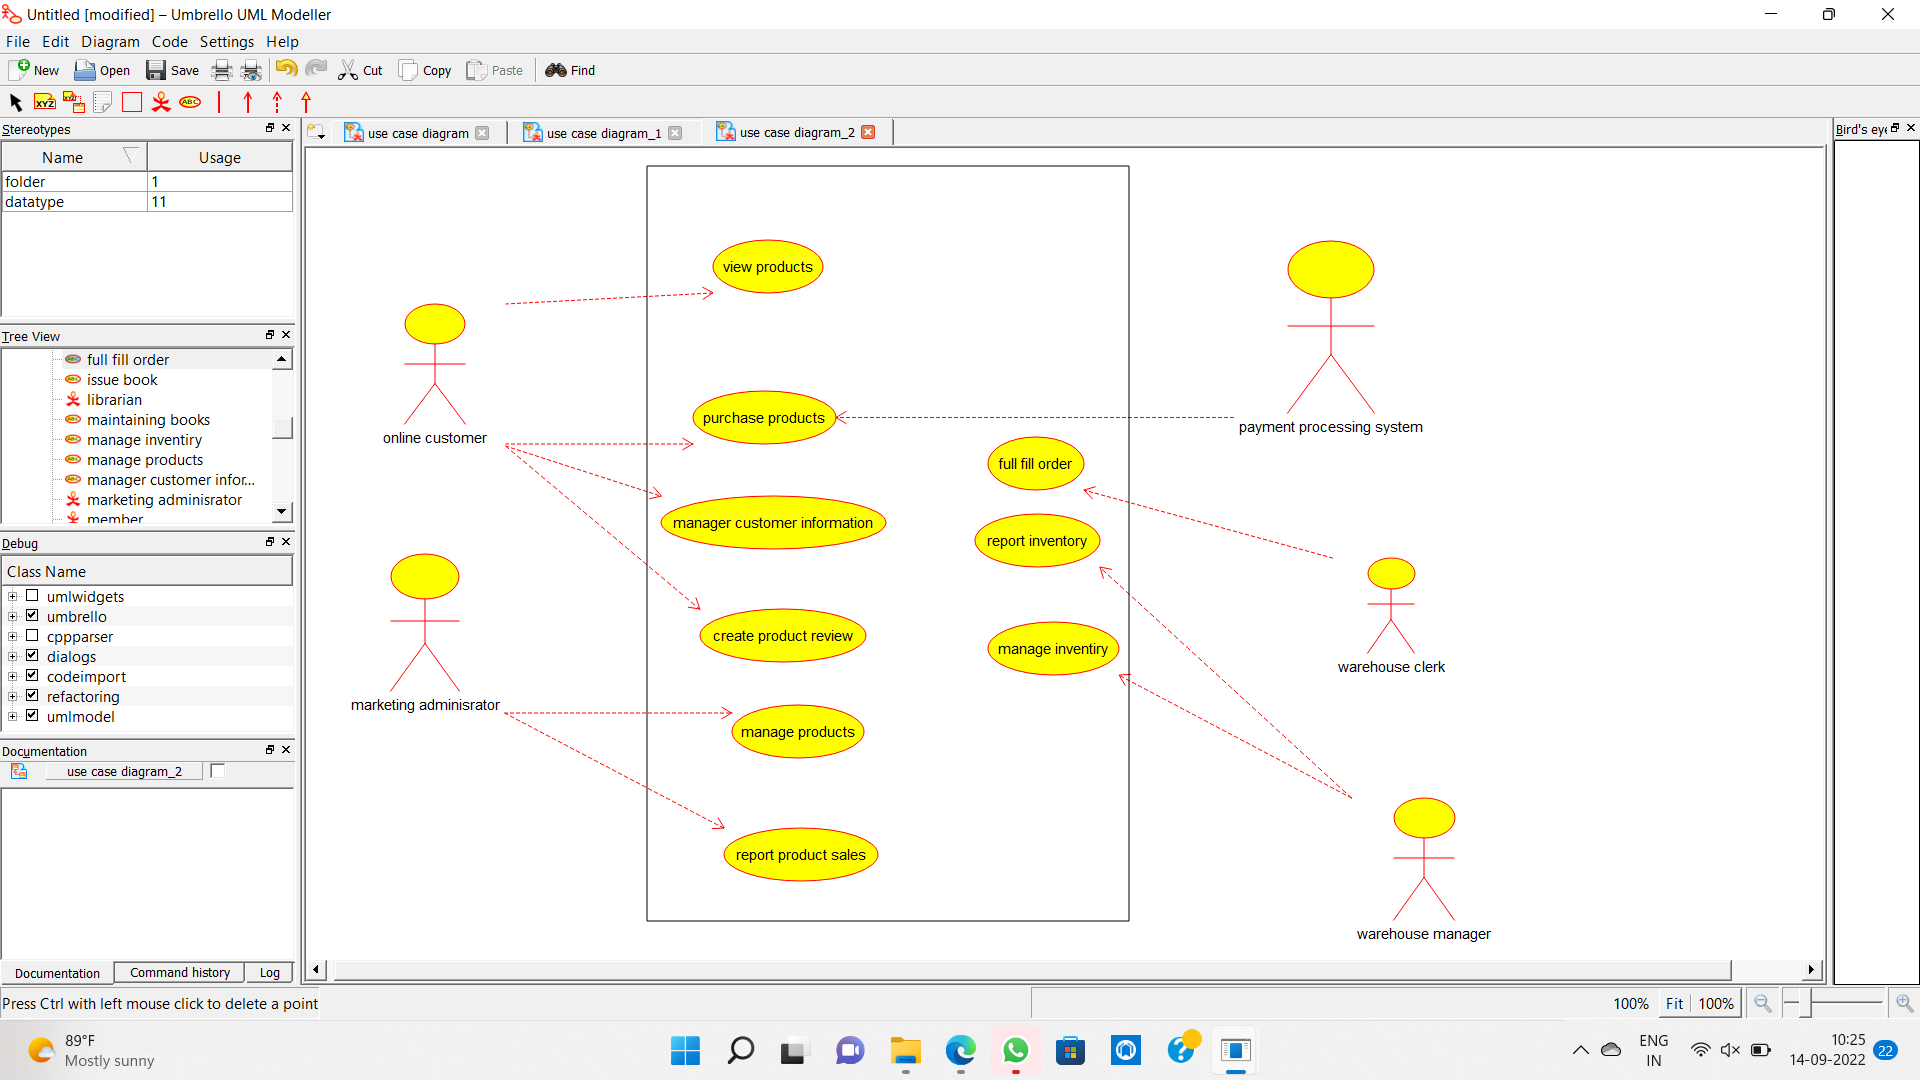 Untitled [modified] – Umbrello UML Modeller
File Edit Diagram Code Settings Help
New Open Save Cut Copy Paste Find
XYZ XYZ ABC
Stereotypes
Name Usage
folder 1
datatype 11
Tree View
full fill order
issue book
librarian
maintaining books
manage inventiry
manage products
manager customer infor...
marketing adminisrator
member
Debug
Class Name
umlwidgets
umbrello
cppparser
dialogs
codeimport
refactoring
umlmodel
Documentation
use case diagram_2
Documentation Command history Log
use case diagram use case diagram_1 use case diagram_2
view products
online customer
purchase products
payment processing system
full fill order
manager customer information
report inventory
create product review
manage inventiry
warehouse clerk
marketing adminisrator
manage products
report product sales
warehouse manager
Bird's eye
Press Ctrl with left mouse click to delete a point
100% Fit 100%
89°F
Mostly sunny
ENG
IN
10:25
14-09-2022
22